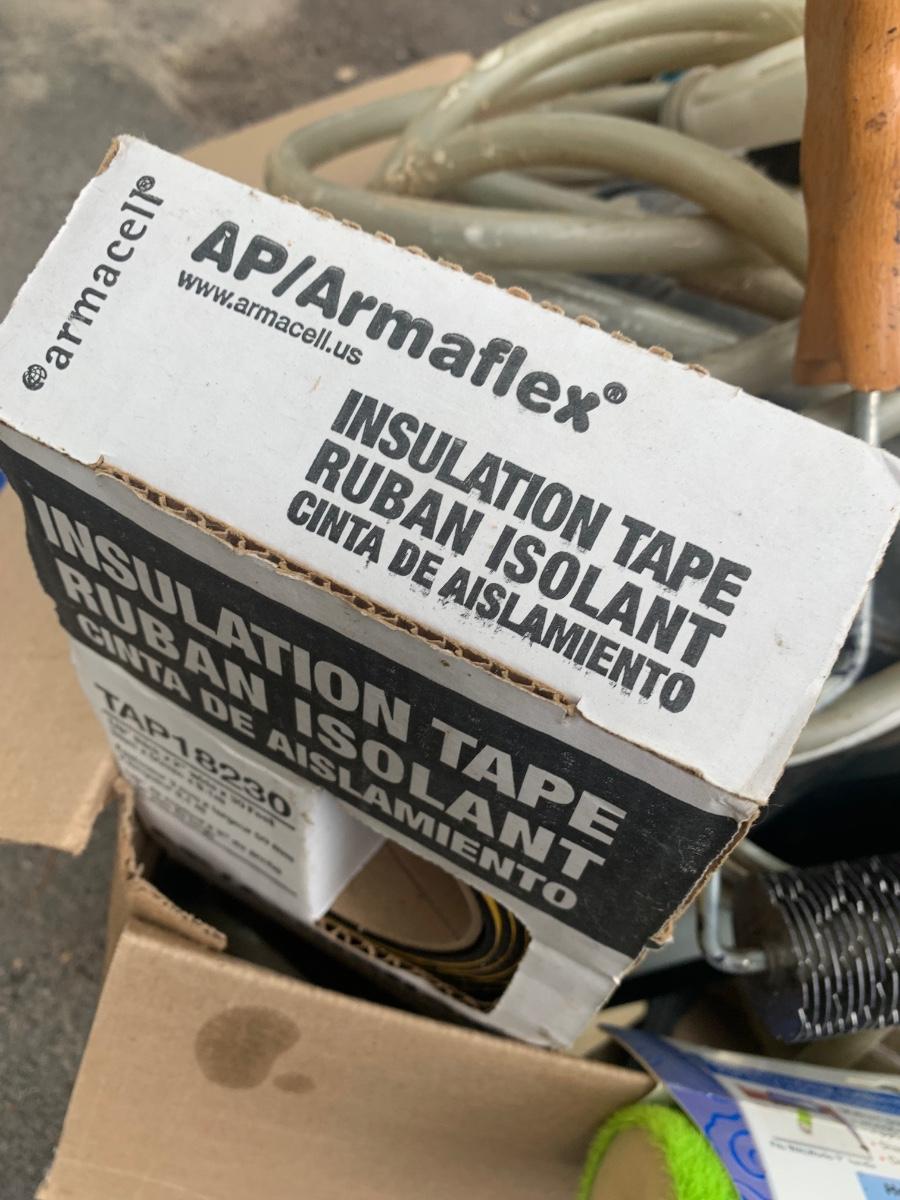 armacell®
AP/Armaflex®
www.armacell.us
INSULATION TAPE
RUBAN ISOLANT
CINTA DE AISLAMIENTO
INSULATION TAPE
RUBAN ISOLANT
CINTA DE AISLAMIENTO
TAP18230